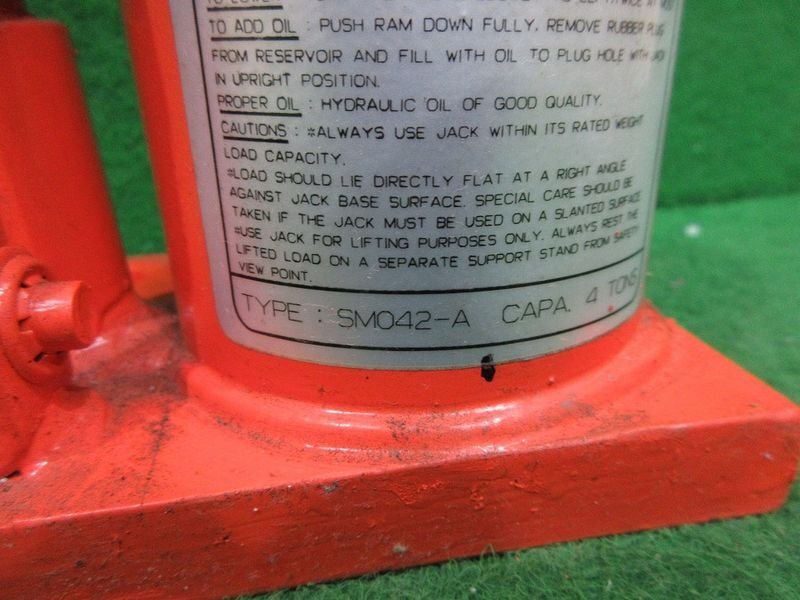 TO ADD OIL : PUSH RAM DOWN FULLY, REMOVE RUBBER PLUG
FROM RESERVOIR AND FILL WITH OIL TO PLUG HOLE WITH
IN UPRIGHT POSITION.
PROPER OIL : HYDRAULIC OIL OF GOOD QUALITY.
CAUTIONS : *ALWAYS USE JACK WITHIN ITS RATED WEIGHT
LOAD CAPACITY.
*LOAD SHOULD LIE DIRECTLY FLAT AT A RIGHT ANGLE
AGAINST JACK BASE SURFACE. SPECIAL CARE SHOULD BE
TAKEN IF THE JACK MUST BE USED ON A SLANTED SURFACE
*USE JACK FOR LIFTING PURPOSES ONLY. ALWAYS REST THE
LIFTED LOAD ON A SEPARATE SUPPORT STAND FROM SAFETY
VIEW POINT.
TYPE : SM042-A CAPA. 4 TONS